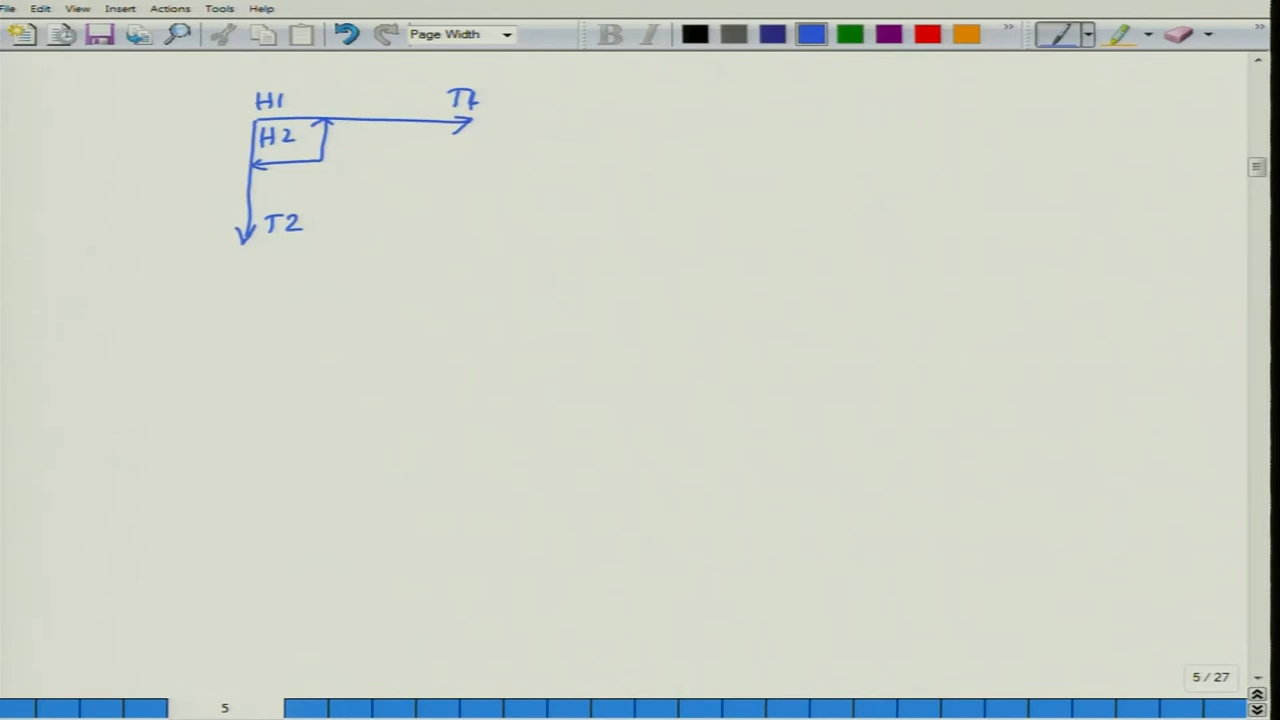 File Edit View Insert Actions Tools Help
Page Width B I
H1 T1
H2
T2
5 / 27
5